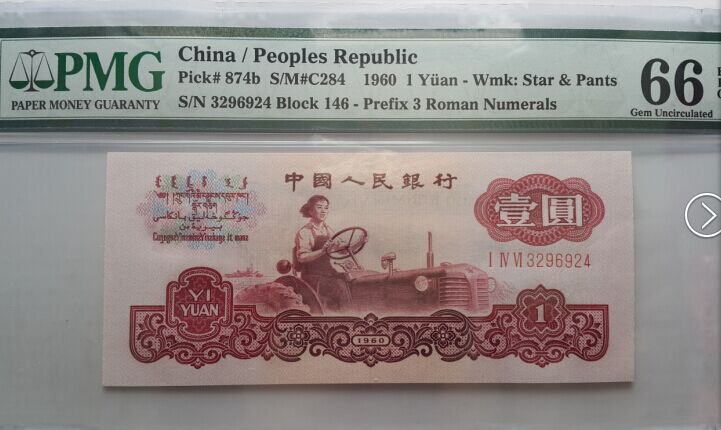 PMG
PAPER MONEY GUARANTY
China / Peoples Republic
Pick# 874b S/M#C284 1960 1 Yüan - Wmk: Star & Pants
S/N 3296924 Block 146 - Prefix 3 Roman Numerals
66
Gem Uncirculated
中國人民銀行
壹圓
I IV VI 3296924
YI
YUAN
1960
1